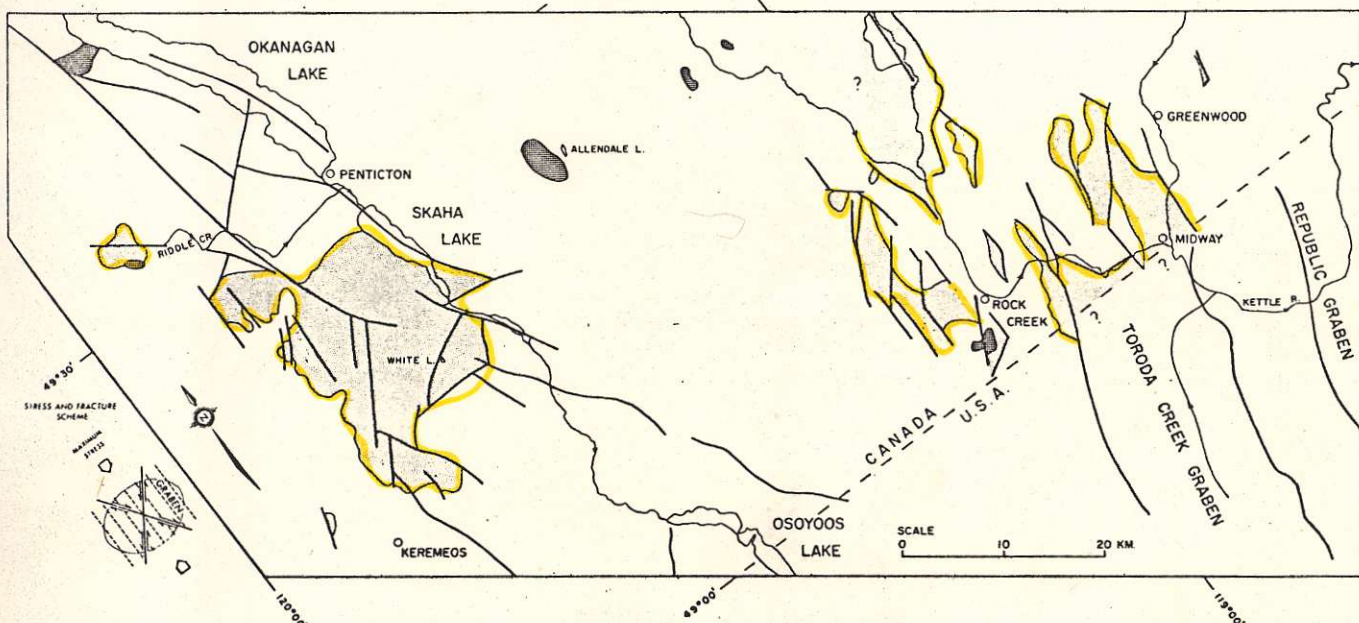 OKANAGAN
LAKE
PENTICTON
SKAHA
LAKE
ALLENDALE L.
RIDDLE CR.
WHITE L.
?
GREENWOOD
MIDWAY
ROCK
CREEK
KETTLE R.
REPUBLIC GRABEN
TORODA CREEK GRABEN
?
?
CANADA
U.S.A.
49°30'
STRESS AND FRACTURE
SCHEME
MAXIMUM
STRESS
GRABEN
N
KEREMEOS
OSOYOOS
LAKE
SCALE
0 10 20 KM.
120°00'
49°00'
119°00'